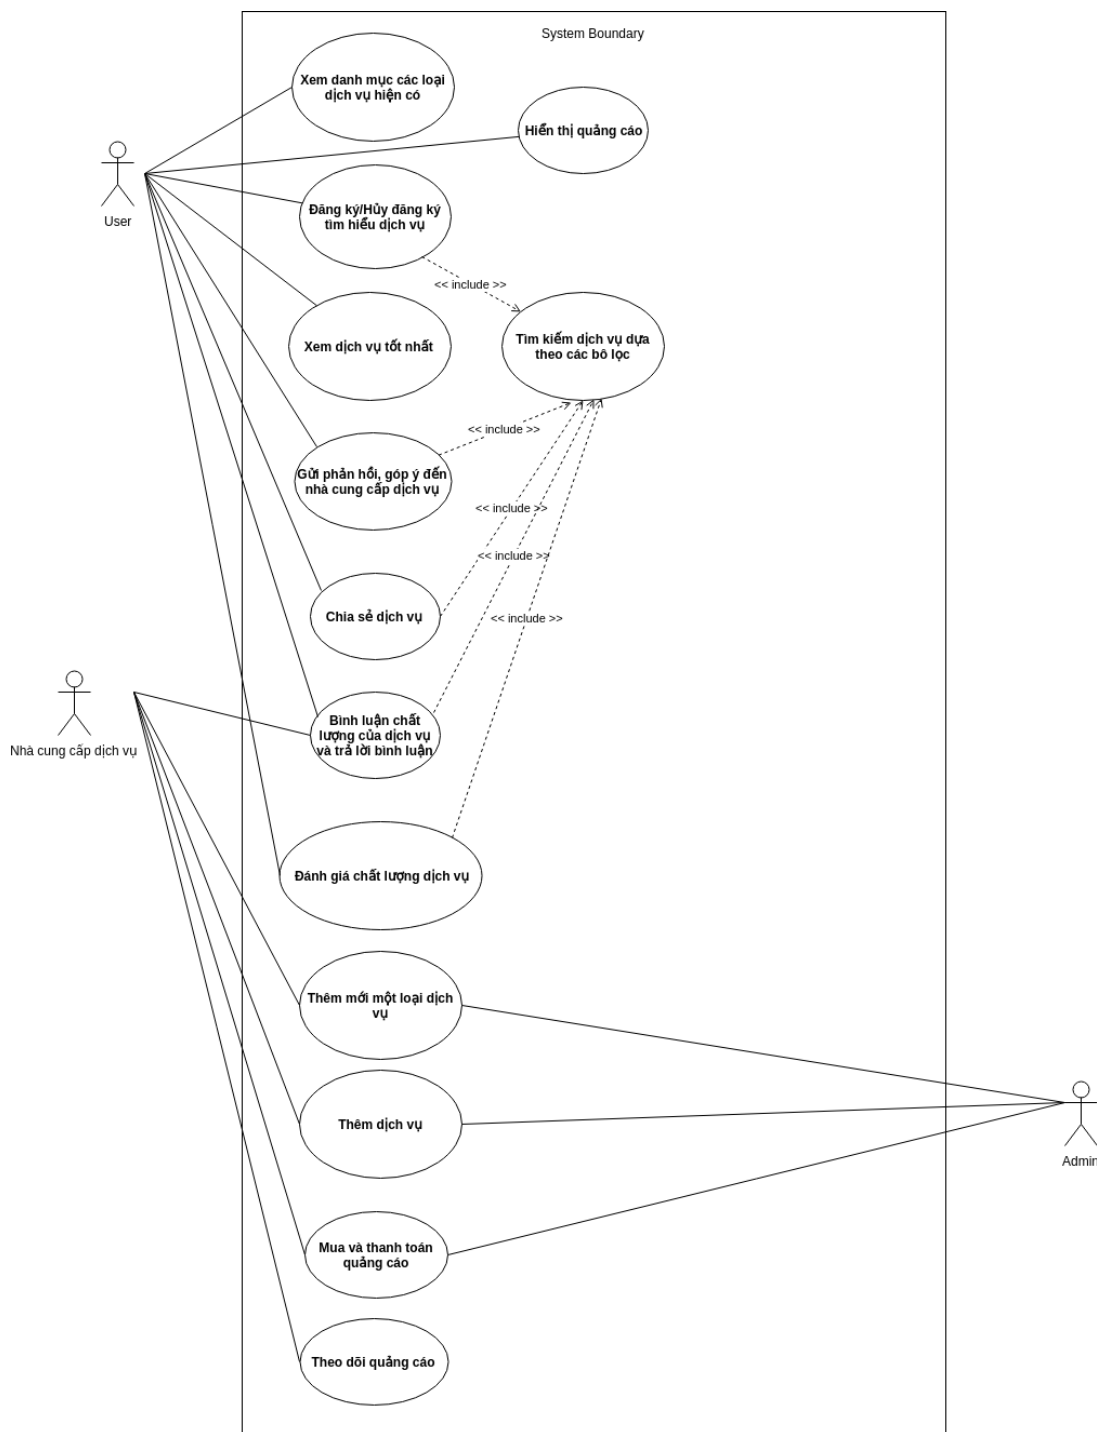 System Boundary
Xem danh mục các loại
dịch vụ hiện có
Hiển thị quảng cáo
User
Đăng ký/Hủy đăng ký
tìm hiểu dịch vụ
<< include >>
Xem dịch vụ tốt nhất
Tìm kiếm dịch vụ dựa
theo các bô lọc
<< include >>
Gửi phản hồi, góp ý đến
nhà cung cấp dịch vụ
<< include >>
<< include >>
Chia sẻ dịch vụ
<< include >>
Nhà cung cấp dịch vụ
Bình luận chất
lượng của dịch vụ
và trả lời bình luận
Đánh giá chất lượng dịch vụ
Thêm mới một loại dịch
vụ
Thêm dịch vụ
Admin
Mua và thanh toán
quảng cáo
Theo dõi quảng cáo